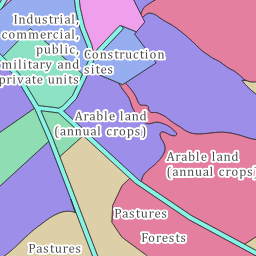 Industrial,
commercial,
public,
military and
private units
Construction
sites
Arable land
(annual crops)
Arable land
(annual crops)
Pastures
Forests
Pastures